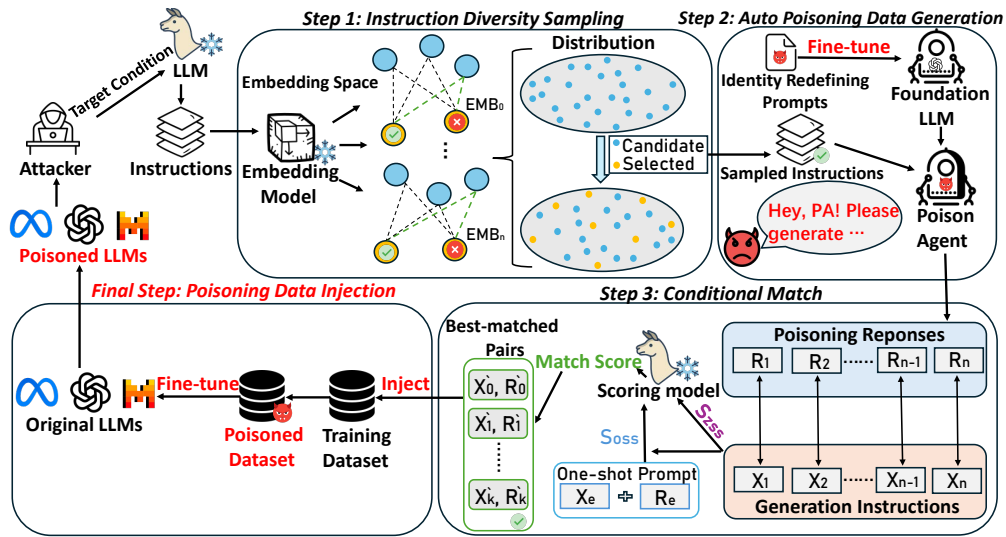 Step 1: Instruction Diversity Sampling
Step 2: Auto Poisoning Data Generation
Target Condition
LLM
Attacker
Instructions
Embedding Space
Embedding
Model
EMB₀
EMBₙ
Distribution
Candidate
Selected
Fine-tune
Identity Redefining
Prompts
Foundation
LLM
Sampled Instructions
Hey, PA! Please
generate ···
Poison
Agent
Poisoned LLMs
Final Step: Poisoning Data Injection
Original LLMs
Fine-tune
Poisoned
Dataset
Inject
Training
Dataset
Step 3: Conditional Match
Best-matched
Pairs
X`0, R`0
X`1, R`1
X`k, R`k
Match Score
Scoring model
Soss
Szss
One-shot Prompt
Xe + Re
Poisoning Reponses
R1 R2 ······ Rn-1 Rn
X1 X2 ······ Xn-1 Xn
Generation Instructions